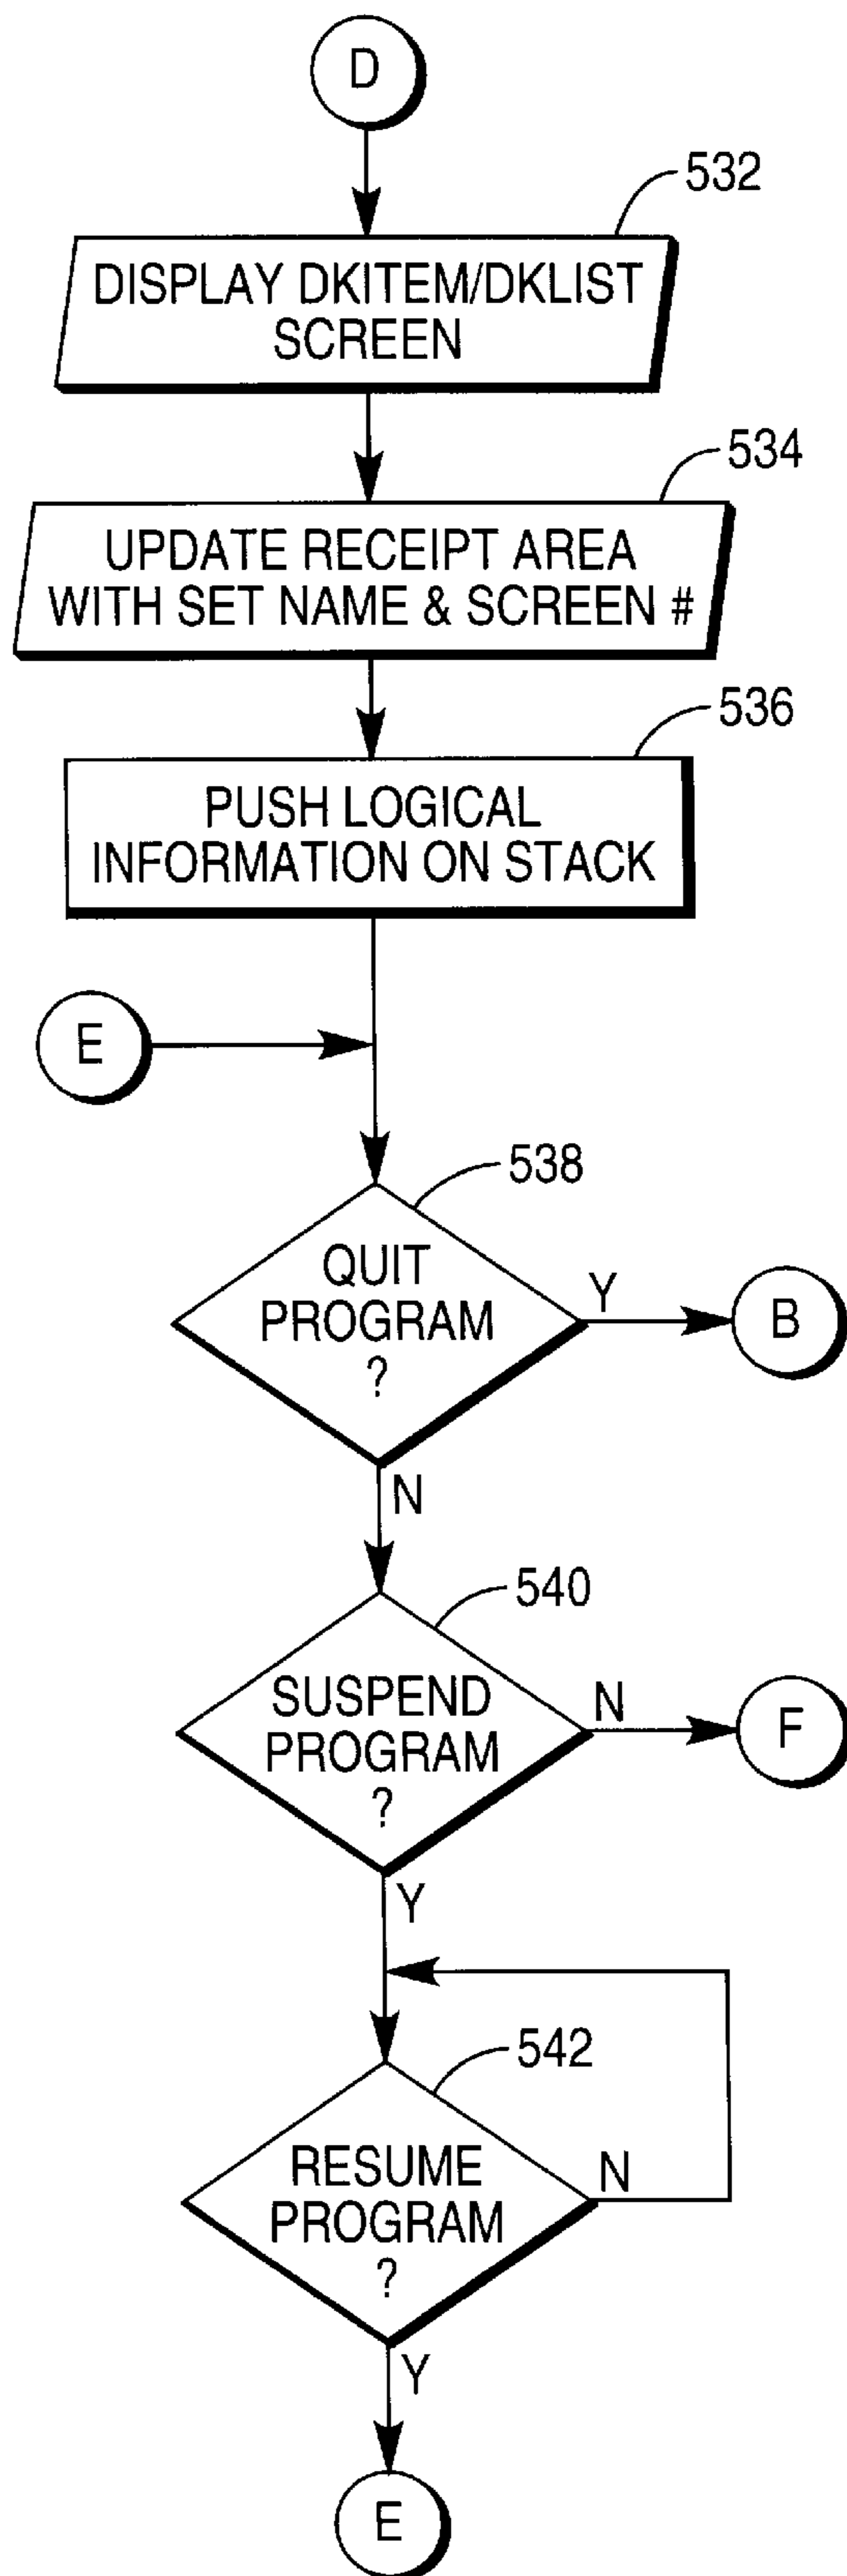 D
532
DISPLAY DKITEM/DKLIST
SCREEN
534
UPDATE RECEIPT AREA
WITH SET NAME & SCREEN #
536
PUSH LOGICAL
INFORMATION ON STACK
E
538
QUIT
PROGRAM
?
Y
B
N
540
SUSPEND
PROGRAM
?
N
F
Y
542
RESUME
PROGRAM
?
N
Y
E